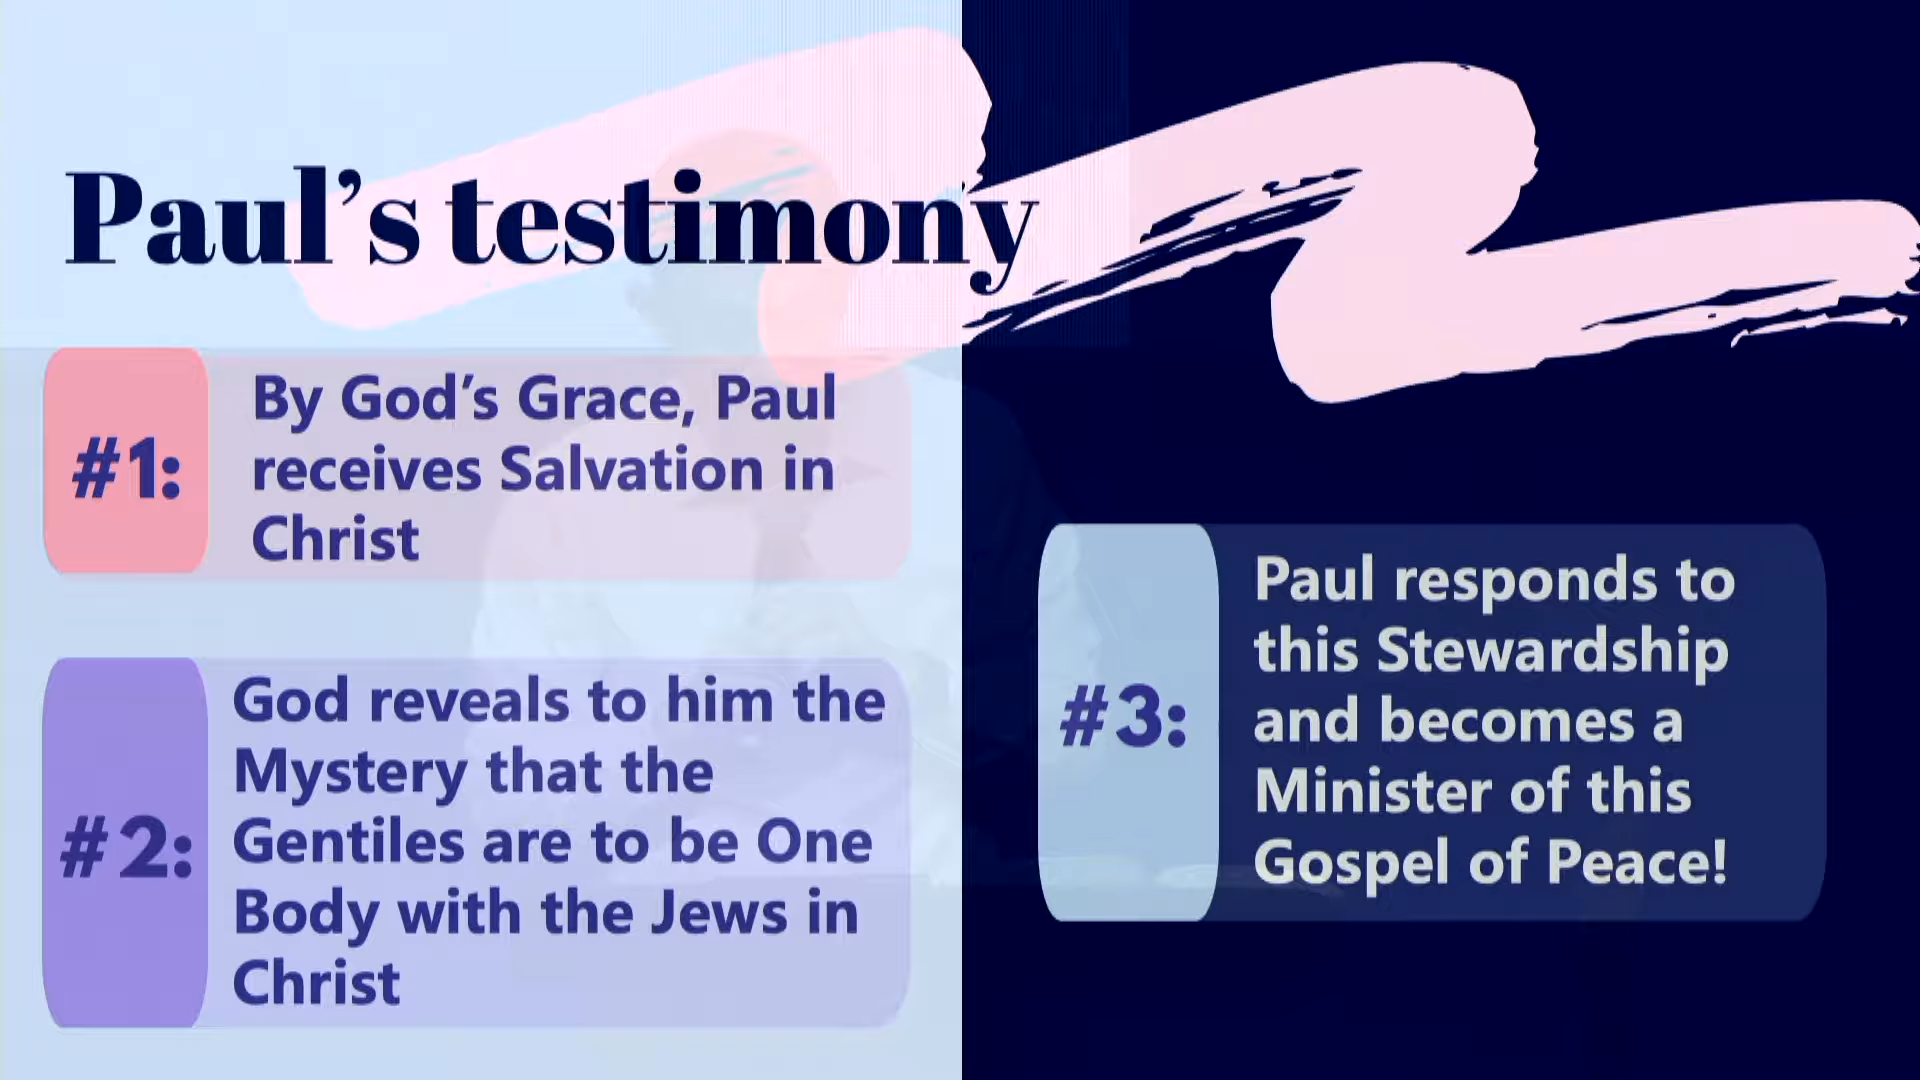 Paul’s testimony
#1:
By God’s Grace, Paul
receives Salvation in
Christ
#2:
God reveals to him the
Mystery that the
Gentiles are to be One
Body with the Jews in
Christ
#3:
Paul responds to
this Stewardship
and becomes a
Minister of this
Gospel of Peace!